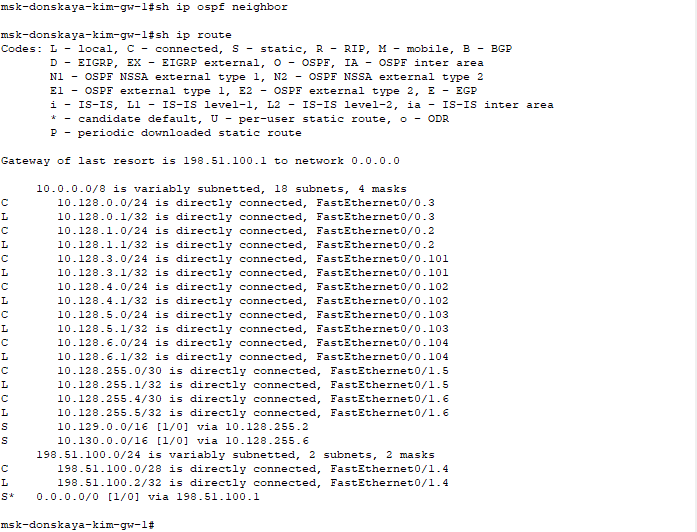 msk-donskaya-kim-gw-1#sh ip ospf neighbor
msk-donskaya-kim-gw-1#sh ip route
Codes: L - local, C - connected, S - static, R - RIP, M - mobile, B - BGP
D - EIGRP, EX - EIGRP external, O - OSPF, IA - OSPF inter area
N1 - OSPF NSSA external type 1, N2 - OSPF NSSA external type 2
E1 - OSPF external type 1, E2 - OSPF external type 2, E - EGP
i - IS-IS, L1 - IS-IS level-1, L2 - IS-IS level-2, ia - IS-IS inter area
* - candidate default, U - per-user static route, o - ODR
P - periodic downloaded static route
Gateway of last resort is 198.51.100.1 to network 0.0.0.0
10.0.0.0/8 is variably subnetted, 18 subnets, 4 masks
C 10.128.0.0/24 is directly connected, FastEthernet0/0.3
L 10.128.0.1/32 is directly connected, FastEthernet0/0.3
C 10.128.1.0/24 is directly connected, FastEthernet0/0.2
L 10.128.1.1/32 is directly connected, FastEthernet0/0.2
C 10.128.3.0/24 is directly connected, FastEthernet0/0.101
L 10.128.3.1/32 is directly connected, FastEthernet0/0.101
C 10.128.4.0/24 is directly connected, FastEthernet0/0.102
L 10.128.4.1/32 is directly connected, FastEthernet0/0.102
C 10.128.5.0/24 is directly connected, FastEthernet0/0.103
L 10.128.5.1/32 is directly connected, FastEthernet0/0.103
C 10.128.6.0/24 is directly connected, FastEthernet0/0.104
L 10.128.6.1/32 is directly connected, FastEthernet0/0.104
C 10.128.255.0/30 is directly connected, FastEthernet0/1.5
L 10.128.255.1/32 is directly connected, FastEthernet0/1.5
C 10.128.255.4/30 is directly connected, FastEthernet0/1.6
L 10.128.255.5/32 is directly connected, FastEthernet0/1.6
S 10.129.0.0/16 [1/0] via 10.128.255.2
S 10.130.0.0/16 [1/0] via 10.128.255.6
198.51.100.0/24 is variably subnetted, 2 subnets, 2 masks
C 198.51.100.0/28 is directly connected, FastEthernet0/1.4
L 198.51.100.2/32 is directly connected, FastEthernet0/1.4
S* 0.0.0.0/0 [1/0] via 198.51.100.1
msk-donskaya-kim-gw-1#